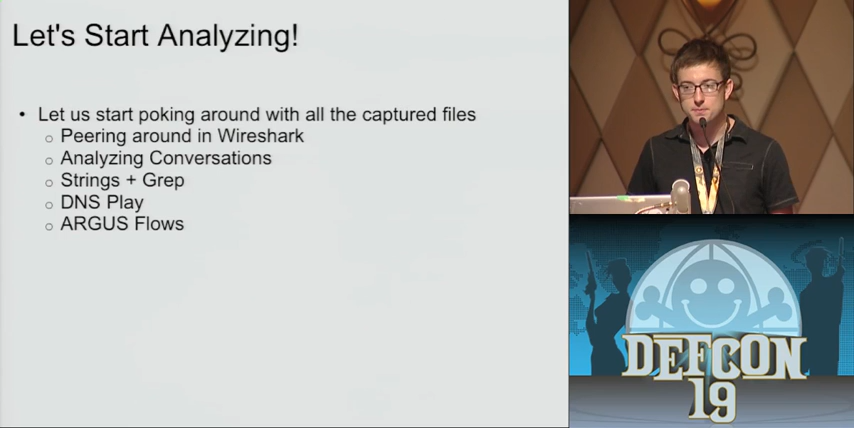 Let's Start Analyzing!
• Let us start poking around with all the captured files
o Peering around in Wireshark
o Analyzing Conversations
o Strings + Grep
o DNS Play
o ARGUS Flows
DEFCON
19